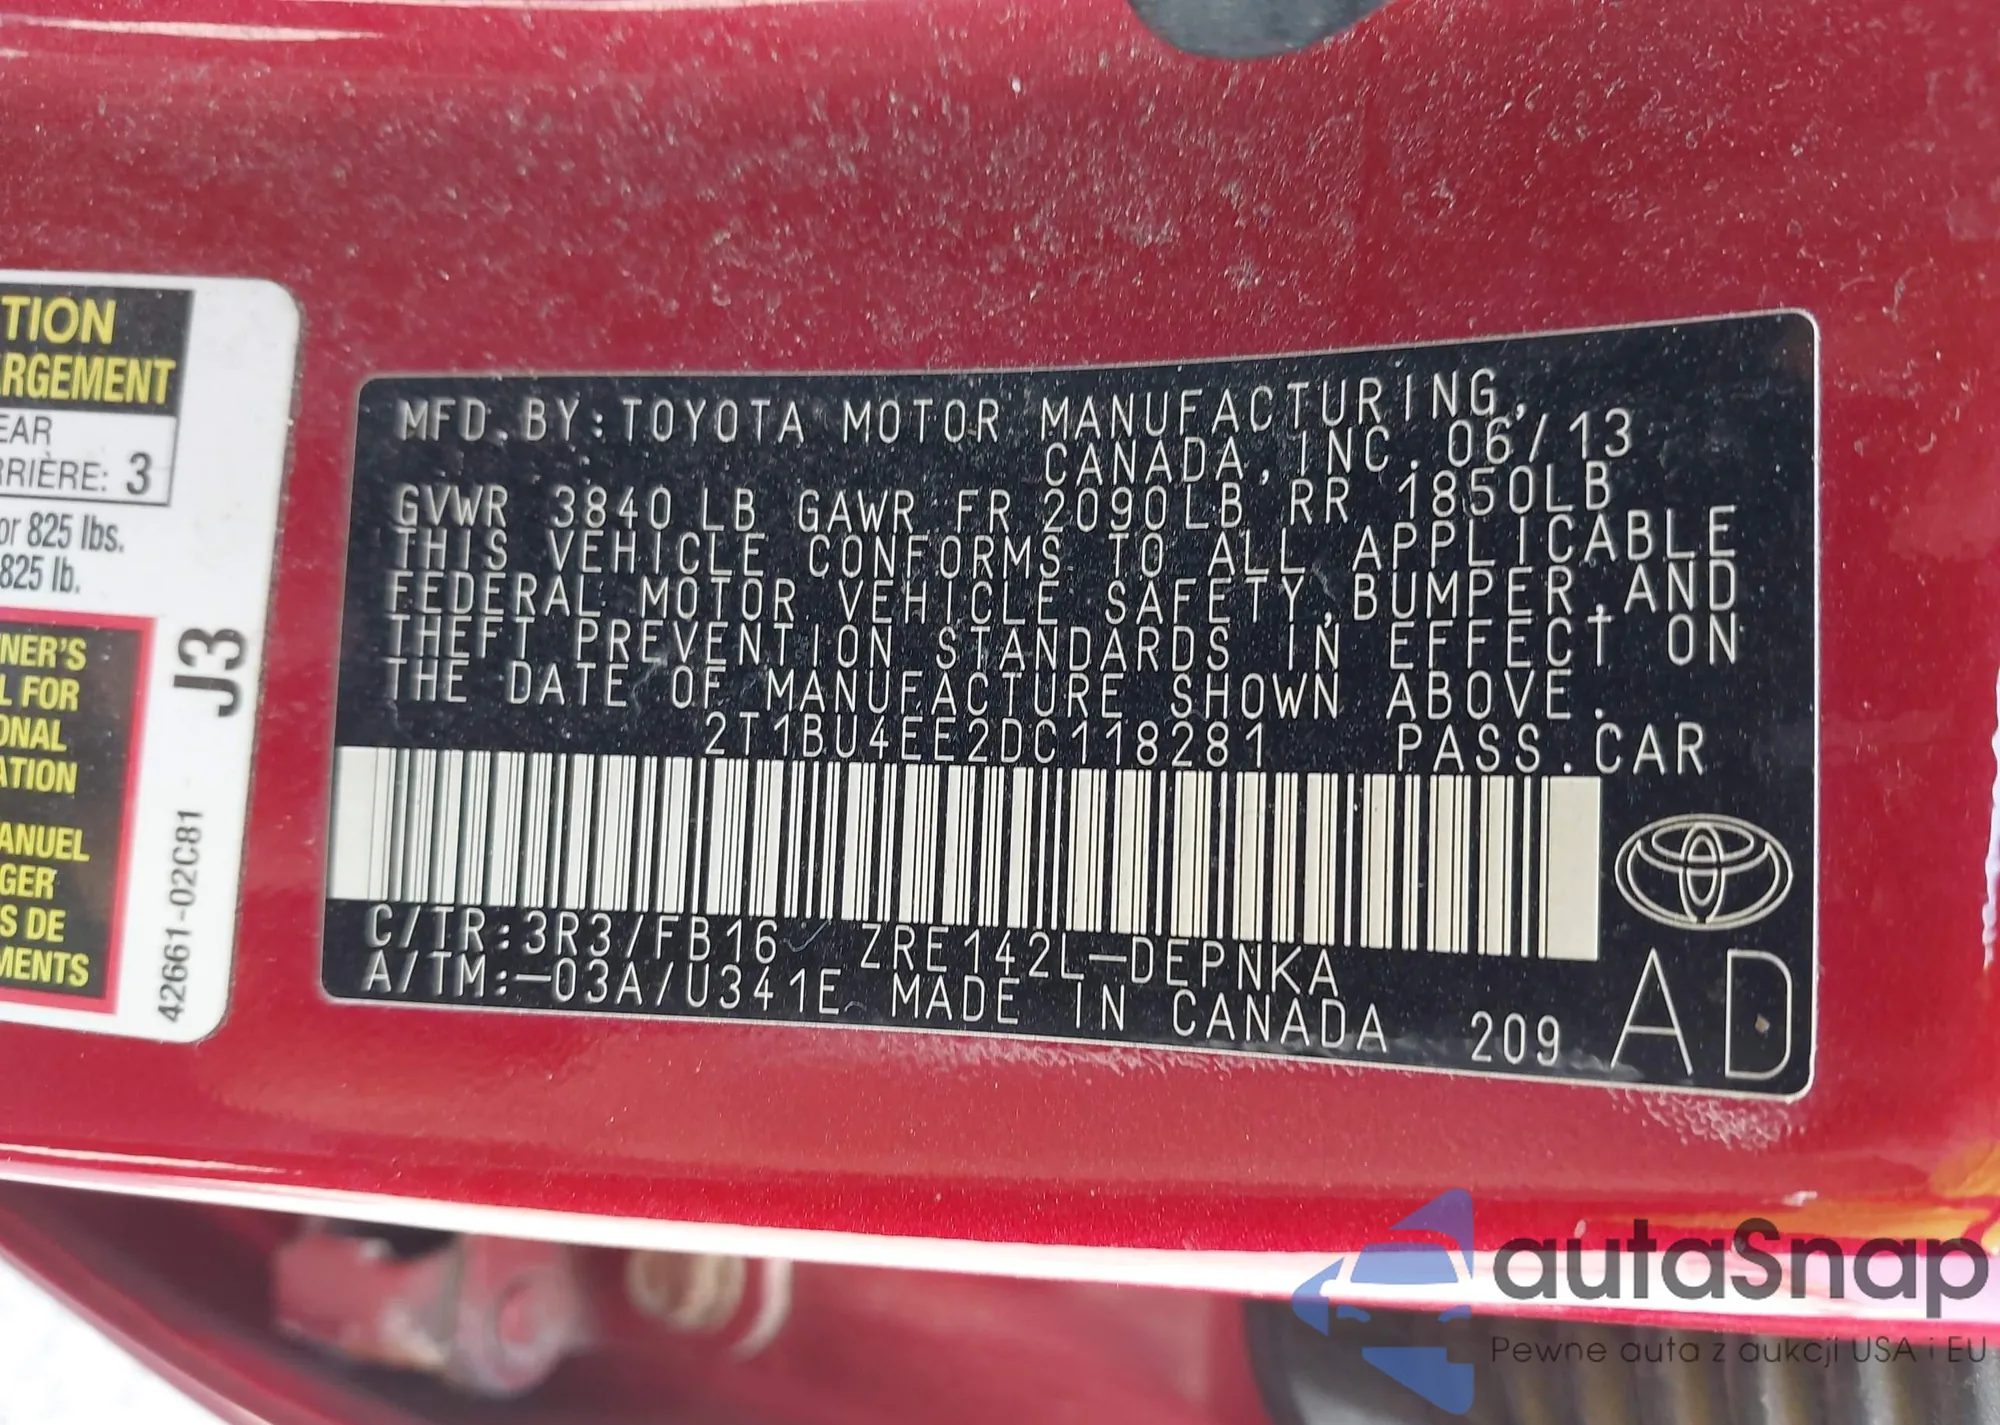 TION
ARGEMENT
EAR
RRIÈRE: 3
or 825 lbs.
825 lb.
NER'S
L FOR
ONAL
ATION
ANUEL
GER
S DE
MENTS
J3
42661-02C81
MFD. BY: TOYOTA MOTOR MANUFACTURING,
CANADA, INC. 06/13
GVWR 3840 LB GAWR FR 2090LB RR 1850LB
THIS VEHICLE CONFORMS TO ALL APPLICABLE
FEDERAL MOTOR VEHICLE SAFETY, BUMPER, AND
THEFT PREVENTION STANDARDS IN EFFECT ON
THE DATE OF MANUFACTURE SHOWN ABOVE.
2T1BU4EE2DC118281 PASS. CAR
C/TR:3R3/FB16 ZRE142L-DEPNKA
A/TM:-03A/U341E MADE IN CANADA 209 AD
autaSnap
Pewne auta z aukcji USA i EU